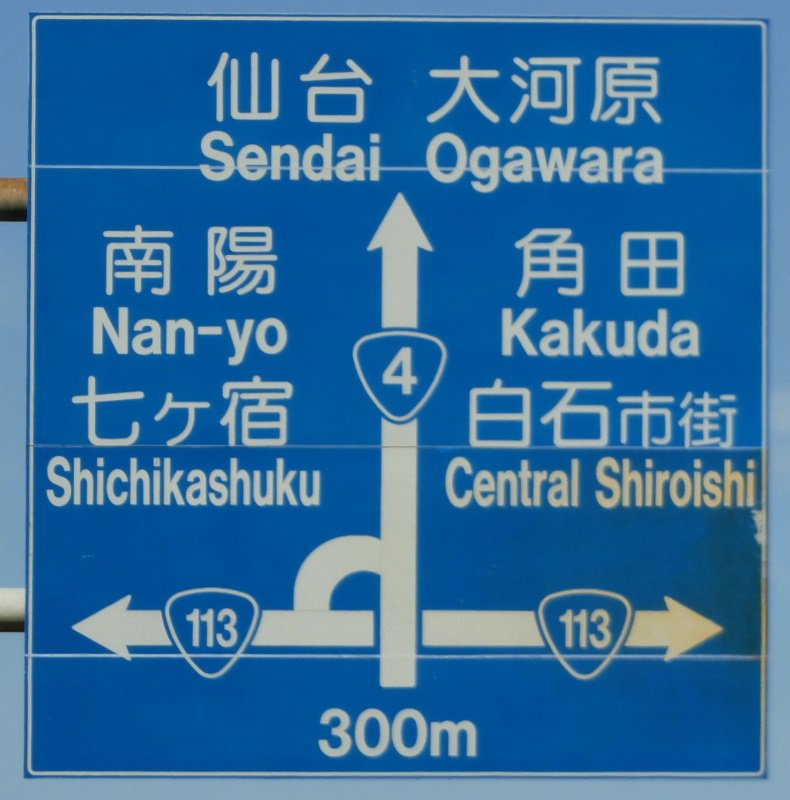 仙台 大河原
Sendai Ogawara
南陽 角田
Nan-yo Kakuda
4
七ヶ宿 白石市街
Shichikashuku Central Shiroishi
113 113
300m